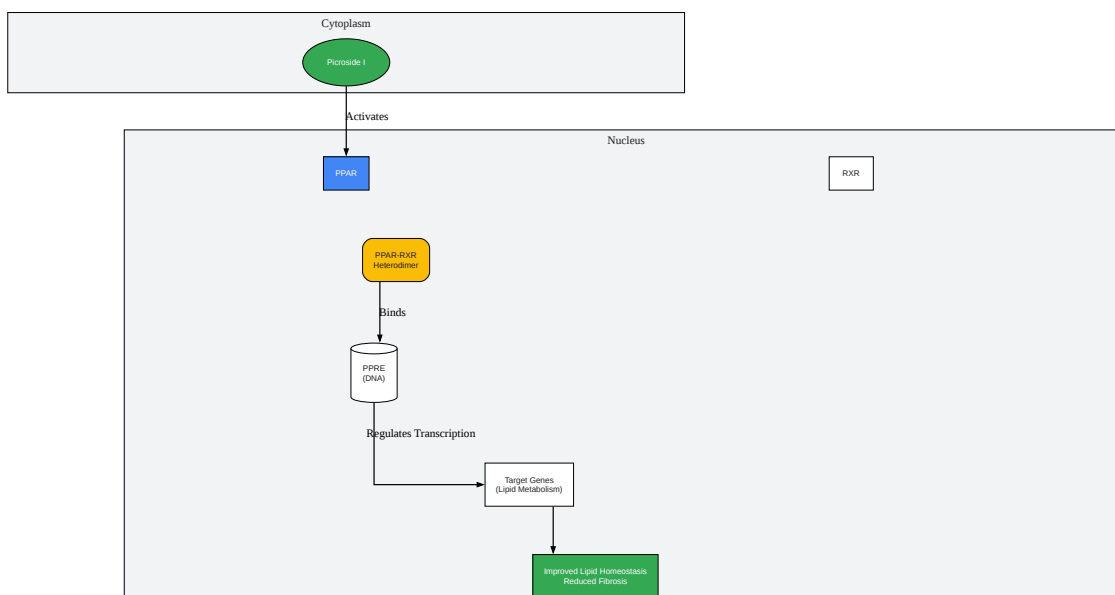 Cytoplasm
Picroside I
Activates
Nucleus
PPAR
RXR
PPAR-RXR
Heterodimer
Binds
PPRE
(DNA)
Regulates Transcription
Target Genes
(Lipid Metabolism)
Improved Lipid Homeostasis
Reduced Fibrosis